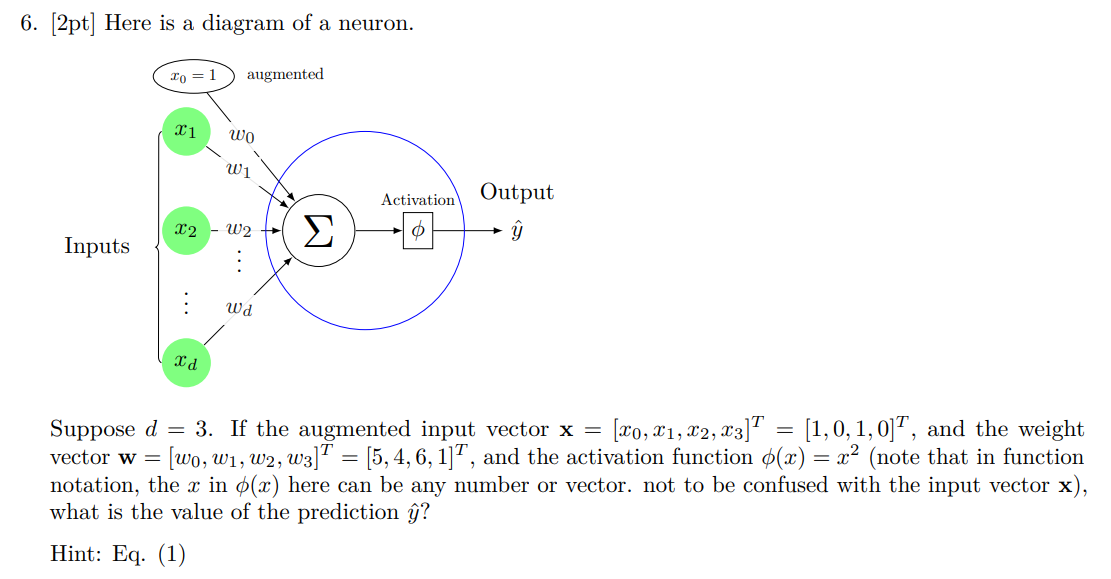 6. [2pt] Here is a diagram of a neuron.
x₀ = 1 augmented
x₁ w₀
w₁
Activation Output
x₂ w₂ Σ ϕ ŷ
Inputs
⋮
⋮ w_d
x_d
Suppose d = 3. If the augmented input vector x = [x₀, x₁, x₂, x₃]ᵀ = [1, 0, 1, 0]ᵀ, and the weight
vector w = [w₀, w₁, w₂, w₃]ᵀ = [5, 4, 6, 1]ᵀ, and the activation function ϕ(x) = x² (note that in function
notation, the x in ϕ(x) here can be any number or vector. not to be confused with the input vector x),
what is the value of the prediction ŷ?
Hint: Eq. (1)